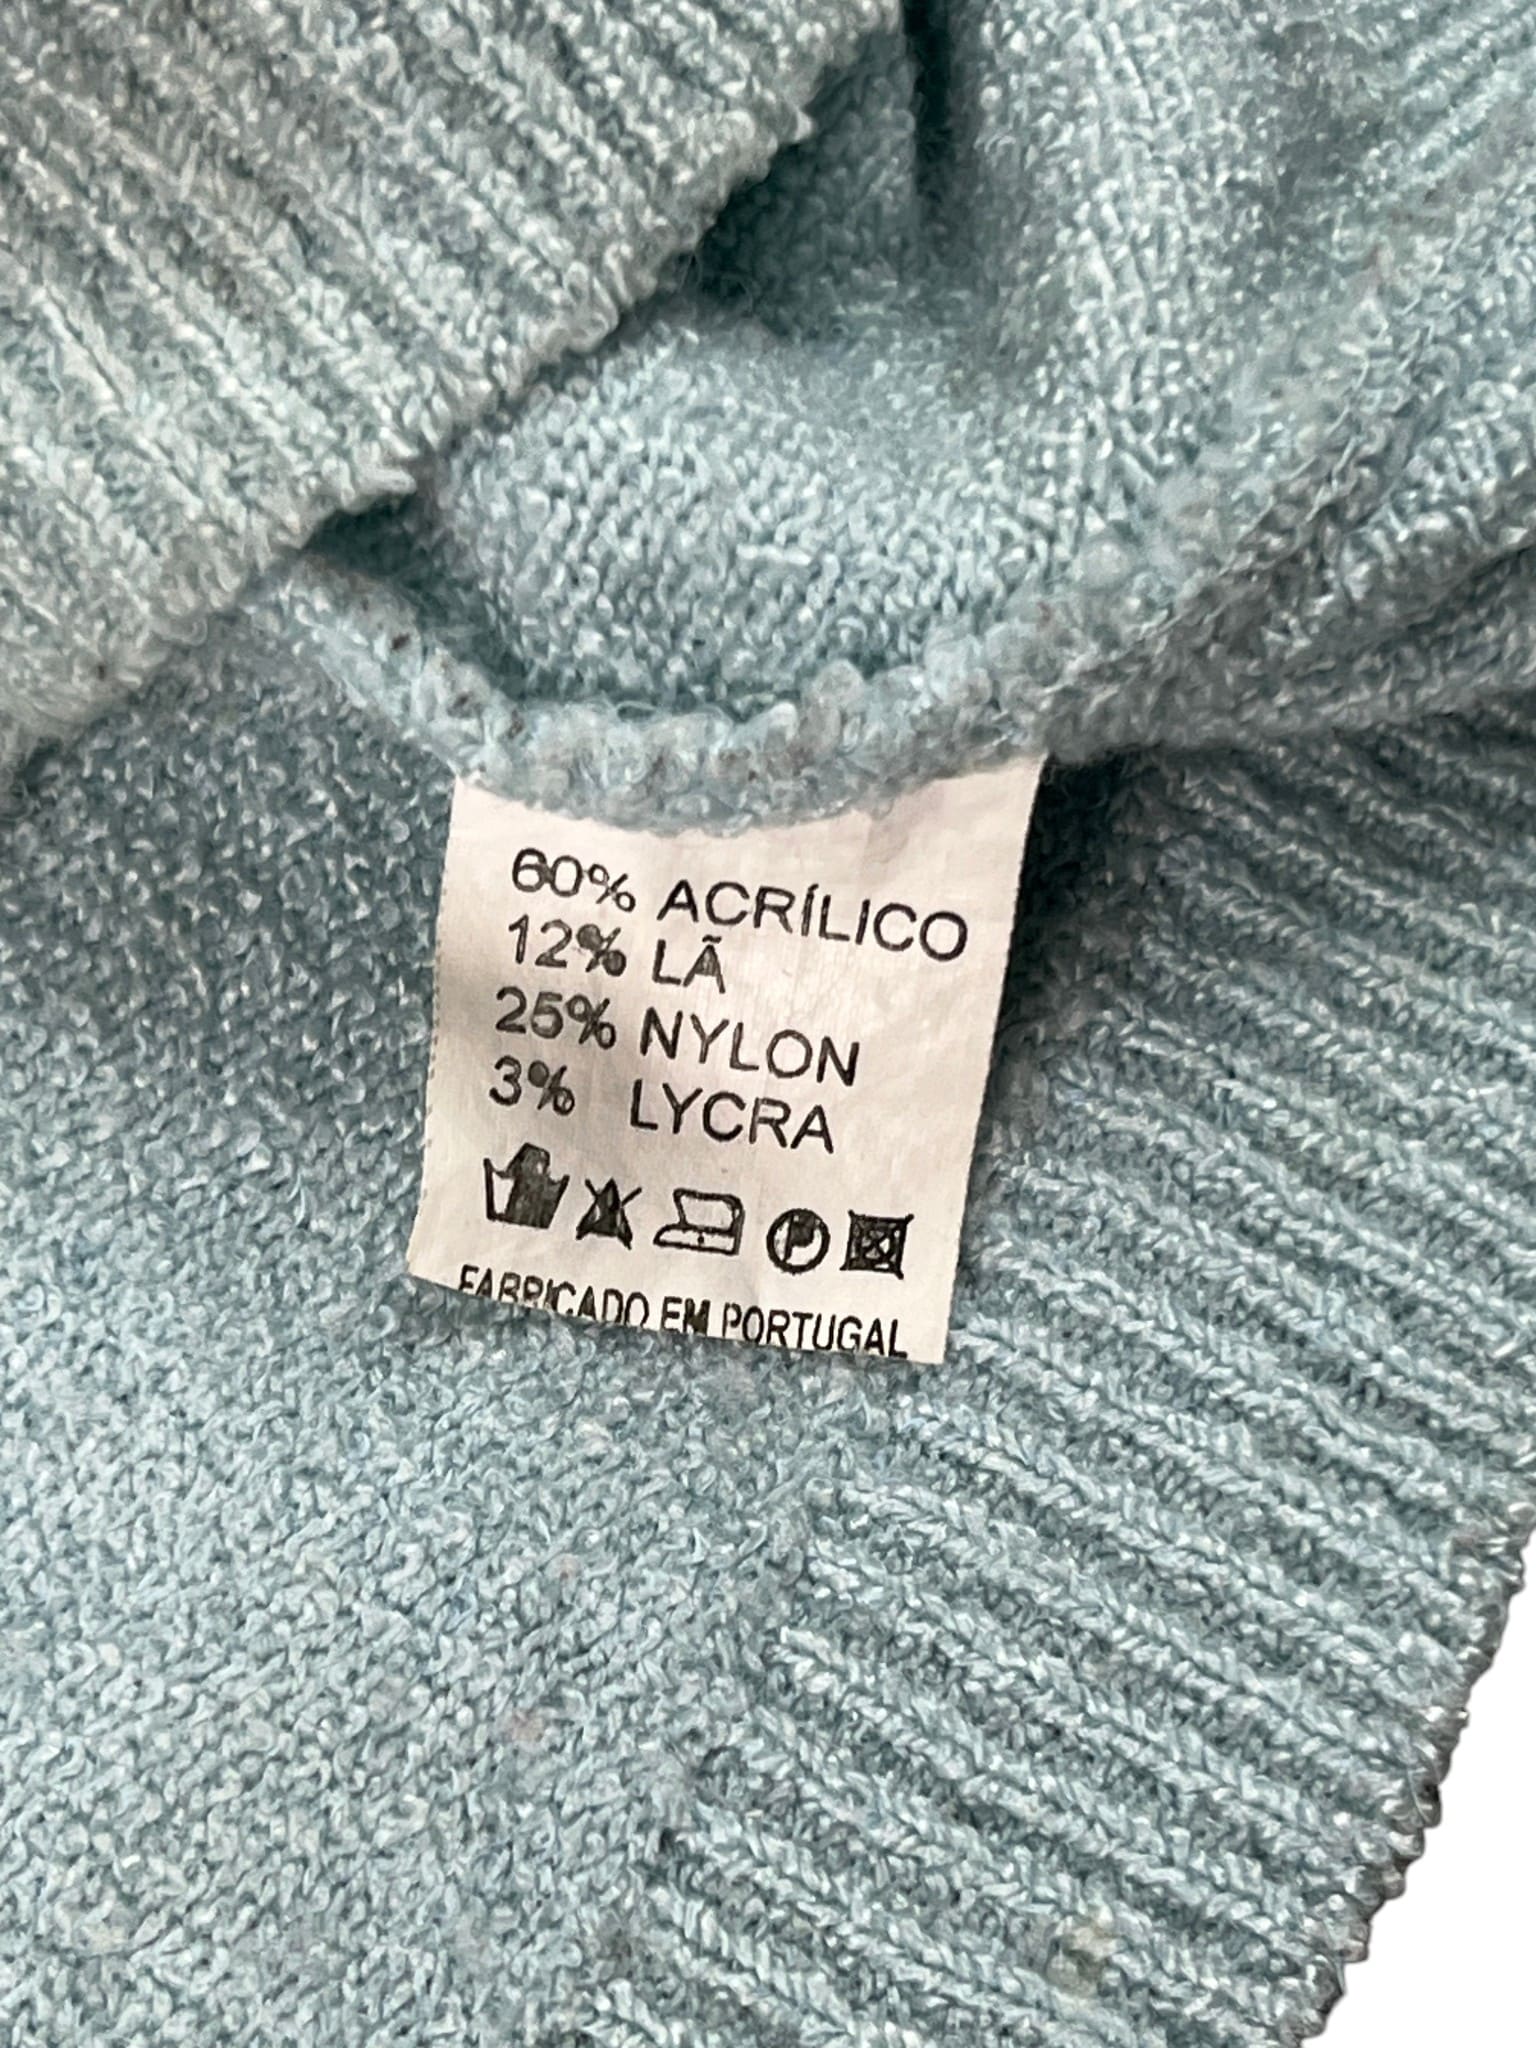 60% ACRÍLICO
12% LÃ
25% NYLON
3% LYCRA
P
FABRICADO EM PORTUGAL